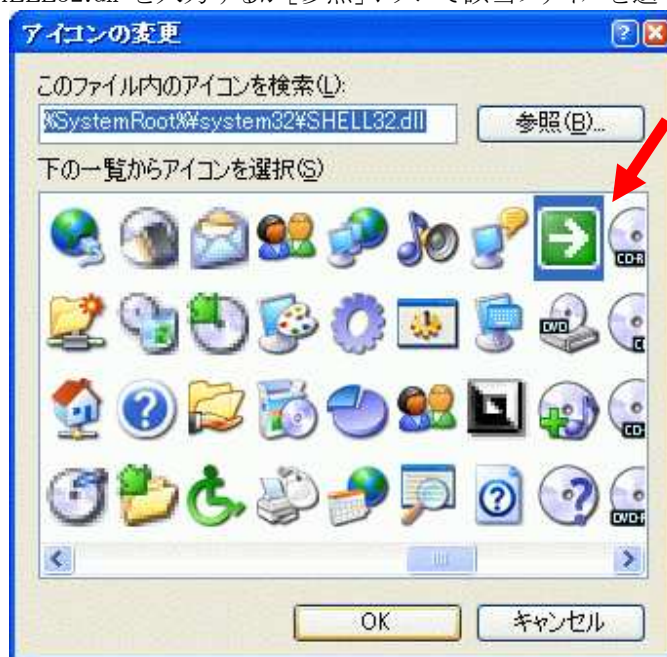 アイコンの変更
このファイル内のアイコンを検索(L):
%SystemRoot%¥system32¥SHELL32.dll
参照(B)...
下の一覧からアイコンを選択(S)
CD-R
DVD
OK
キャンセル